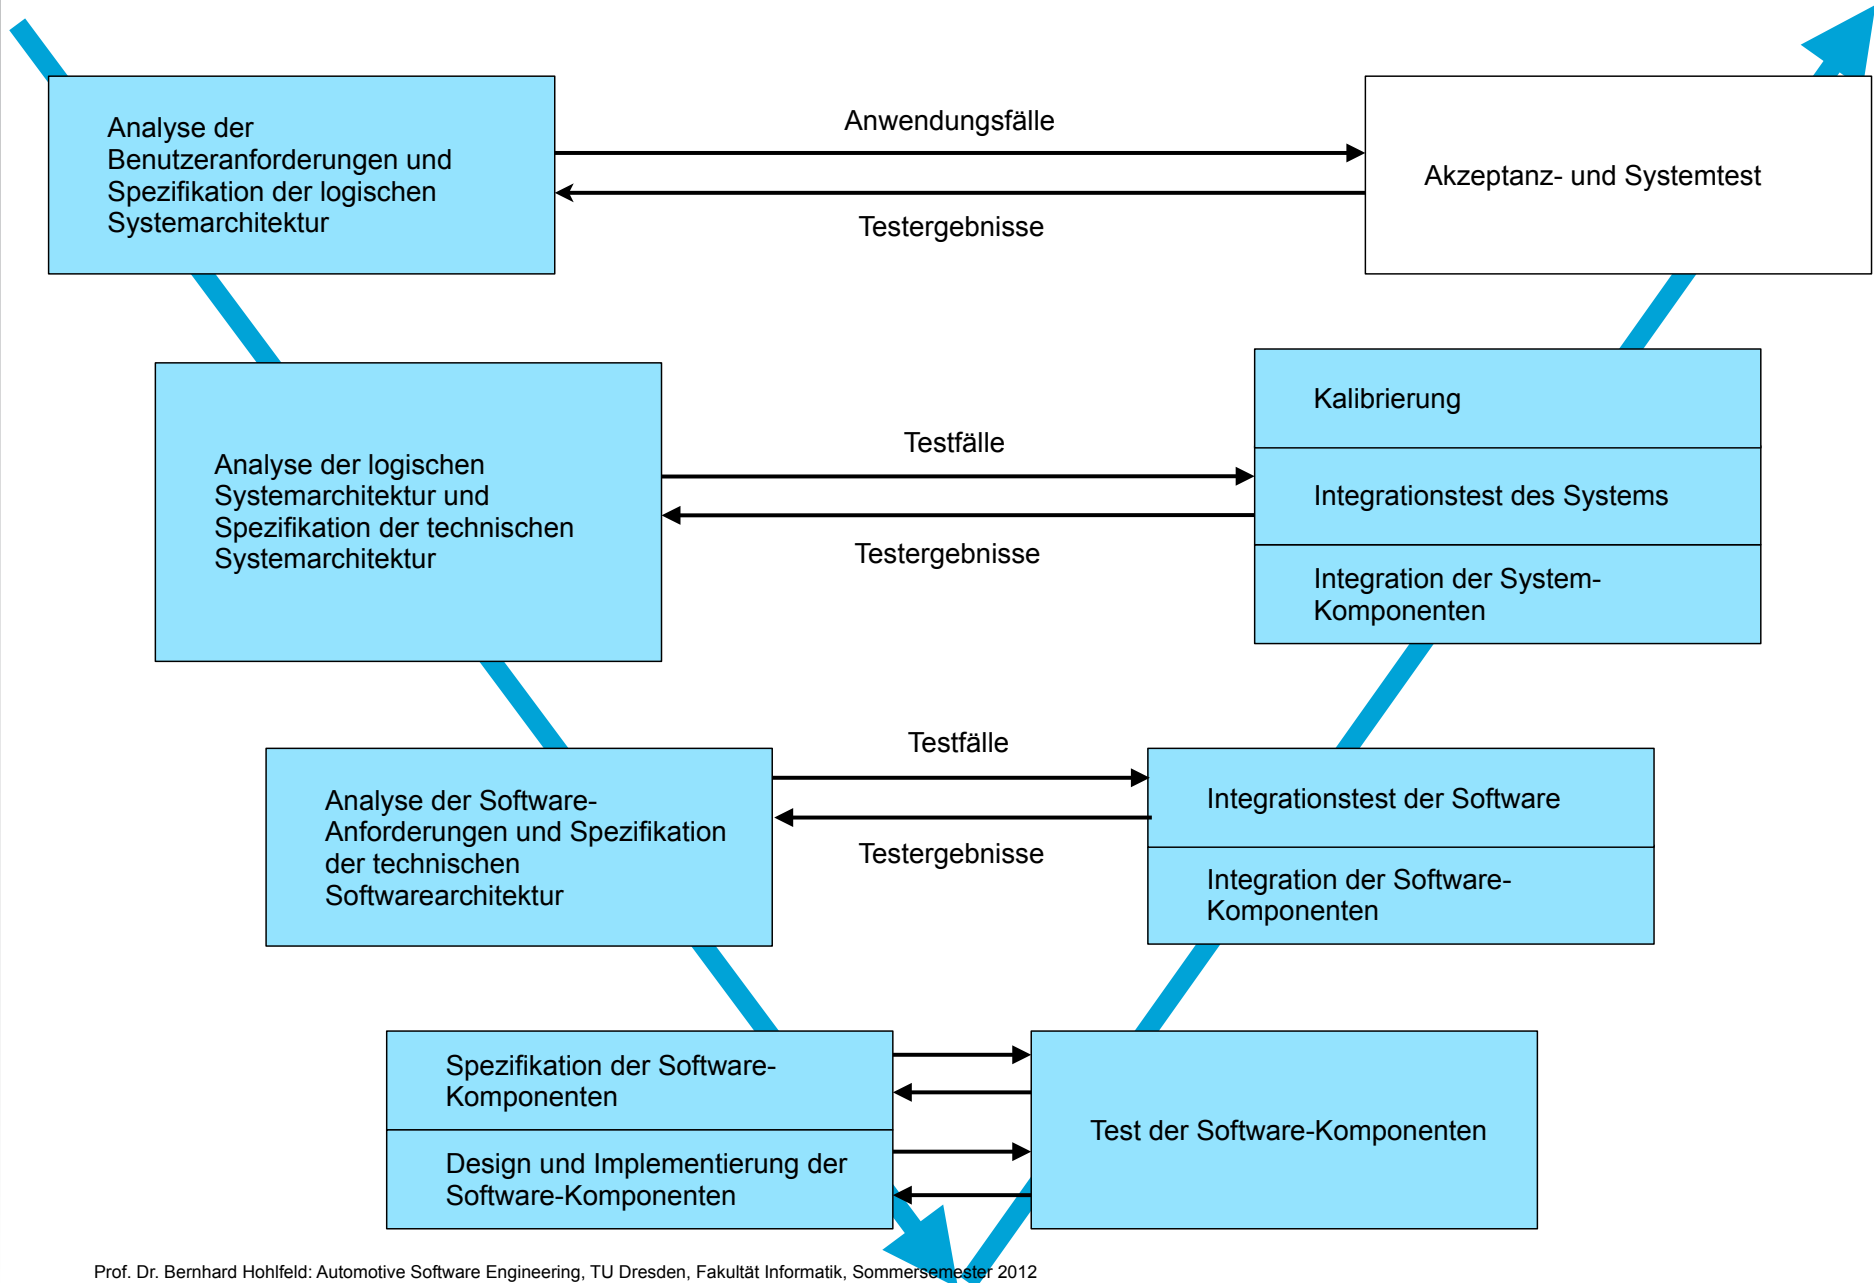 Analyse der
Benutzeranforderungen und
Spezifikation der logischen
Systemarchitektur
Anwendungsfälle
Testergebnisse
Akzeptanz- und Systemtest
Analyse der logischen
Systemarchitektur und
Spezifikation der technischen
Systemarchitektur
Testfälle
Testergebnisse
Kalibrierung
Integrationstest des Systems
Integration der System-
Komponenten
Analyse der Software-
Anforderungen und Spezifikation
der technischen
Softwarearchitektur
Testfälle
Testergebnisse
Integrationstest der Software
Integration der Software-
Komponenten
Spezifikation der Software-
Komponenten
Design und Implementierung der
Software-Komponenten
Test der Software-Komponenten
Prof. Dr. Bernhard Hohlfeld: Automotive Software Engineering, TU Dresden, Fakultät Informatik, Sommersemester 2012